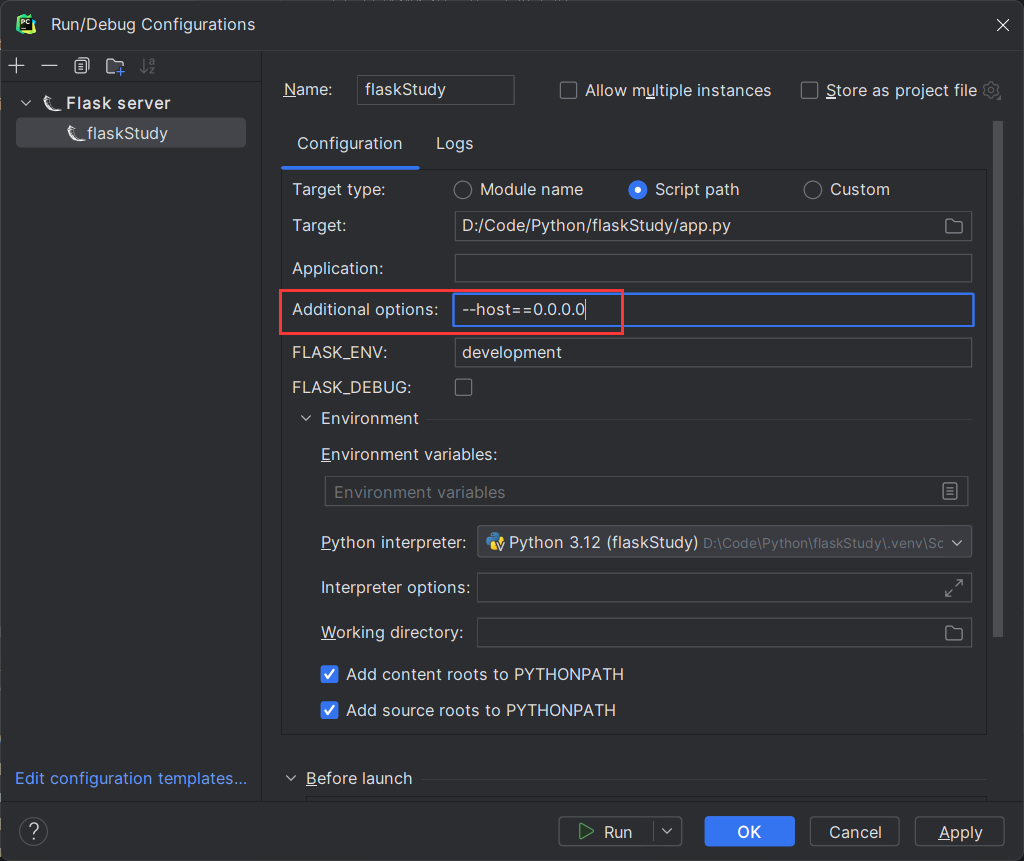 Run/Debug Configurations
Flask server
flaskStudy
Edit configuration templates...
Name: flaskStudy
Allow multiple instances
Store as project file
Configuration Logs
Target type: Module name Script path Custom
Target: D:/Code/Python/flaskStudy/app.py
Application:
Additional options: --host==0.0.0.0
FLASK_ENV: development
FLASK_DEBUG:
Environment
Environment variables:
Environment variables
Python interpreter: Python 3.12 (flaskStudy) D:\Code\Python\flaskStudy\.venv\Sc
Interpreter options:
Working directory:
Add content roots to PYTHONPATH
Add source roots to PYTHONPATH
Before launch
? Run OK Cancel Apply